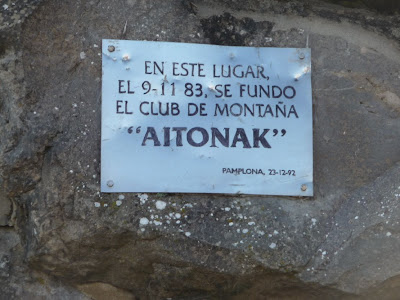 EN ESTE LUGAR,
EL 9-11 83, SE FUNDO
EL CLUB DE MONTAÑA
"AITONAK"
PAMPLONA, 23-12-92